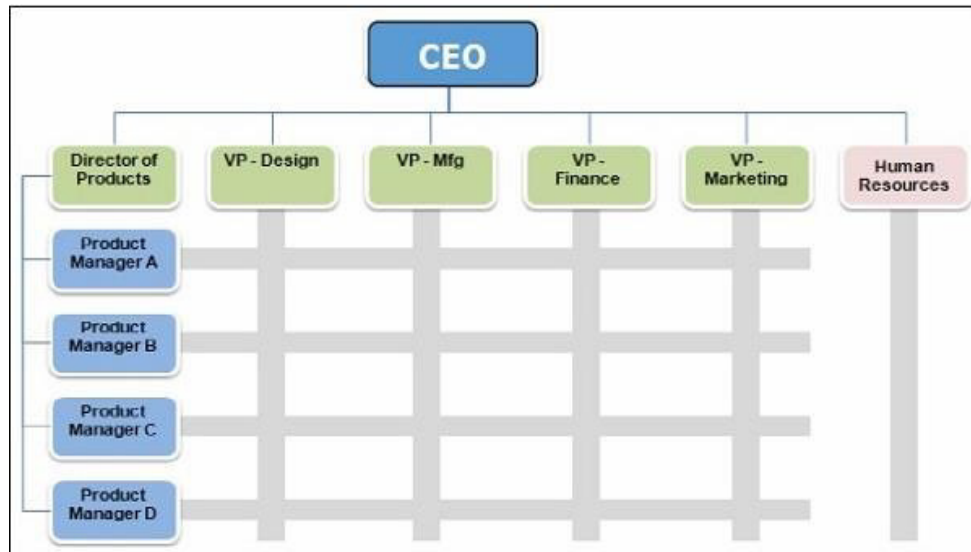 CEO
Director of
Products
VP - Design
VP - Mfg
VP -
Finance
VP -
Marketing
Human
Resources
Product
Manager A
Product
Manager B
Product
Manager C
Product
Manager D